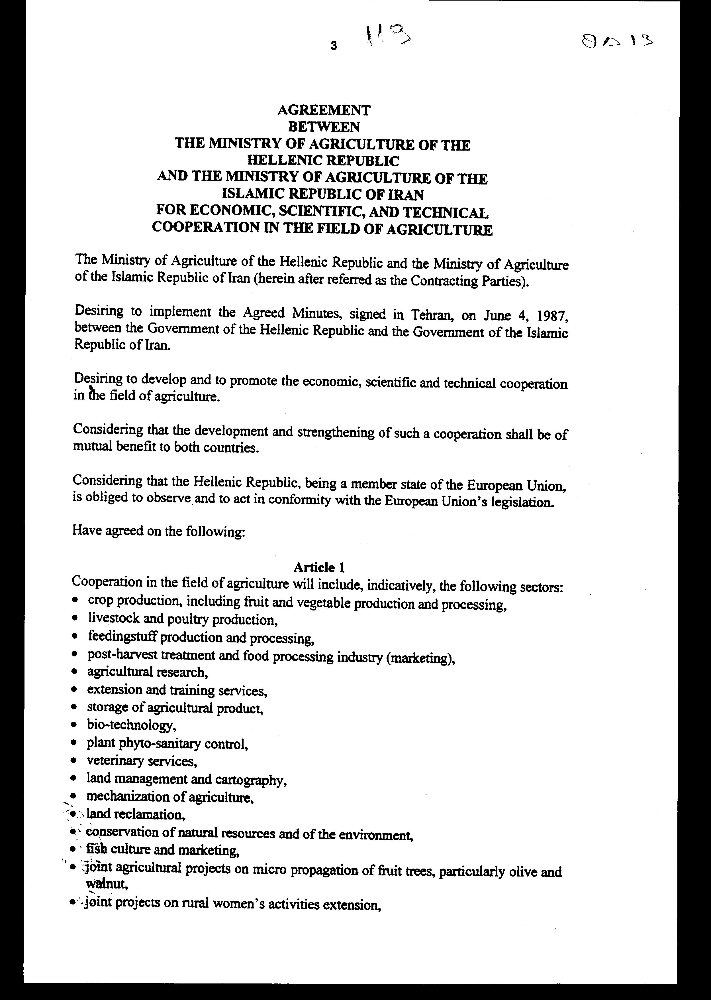 3
119
AGREEMENT
BETWEEN
THE MINISTRY OF AGRICULTURE OF THE
HELLENIC REPUBLIC
AND THE MINISTRY OF AGRICULTURE OF THE
ISLAMIC REPUBLIC OF IRAN
FOR ECONOMIC, SCIENTIFIC, AND TECHNICAL
COOPERATION IN THE FIELD OF AGRICULTURE
The Ministry of Agriculture of the Hellenic Republic and the Ministry of Agriculture
of the Islamic Republic of Iran (herein after referred as the Contracting Parties).
Desiring to implement the Agreed Minutes, signed in Tehran, on June 4, 1987,
between the Government of the Hellenic Republic and the Government of the Islamic
Republic of Iran.
Desiring to develop and to promote the economic, scientific and technical cooperation
in the field of agriculture.
Considering that the development and strengthening of such a cooperation shall be of
mutual benefit to both countries.
Considering that the Hellenic Republic, being a member state of the European Union,
is obliged to observe and to act in conformity with the European Union's legislation.
Have agreed on the following:
Article 1
Cooperation in the field of agriculture will include, indicatively, the following sectors:
• crop production, including fruit and vegetable production and processing,
• livestock and poultry production,
• feedingstuff production and processing,
• post-harvest treatment and food processing industry (marketing),
• agricultural research,
• extension and training services,
• storage of agricultural product,
• bio-technology,
• plant phyto-sanitary control,
• veterinary services,
• land management and cartography,
• mechanization of agriculture,
• land reclamation,
• conservation of natural resources and of the environment,
• fish culture and marketing,
• joint agricultural projects on micro propagation of fruit trees, particularly olive and
walnut,
• joint projects on rural women's activities extension,